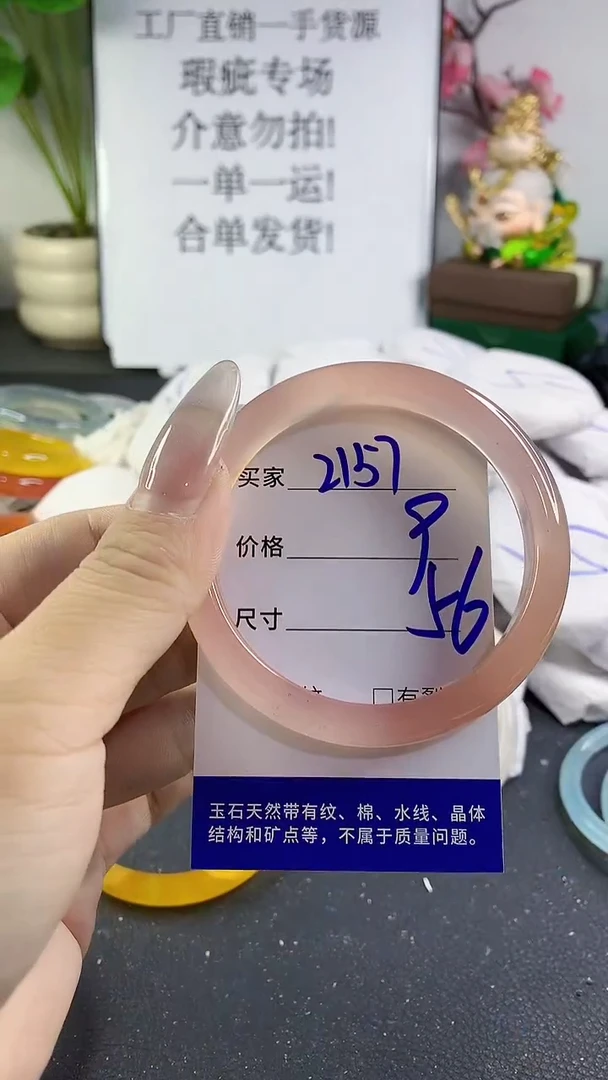 工厂直销一手货源
瑕疵专场
介意勿拍!
一单一运!
合单发货!
买家 2157
价格
尺寸 56
□有裂
玉石天然带有纹、棉、水线、晶体
结构和矿点等，不属于质量问题。